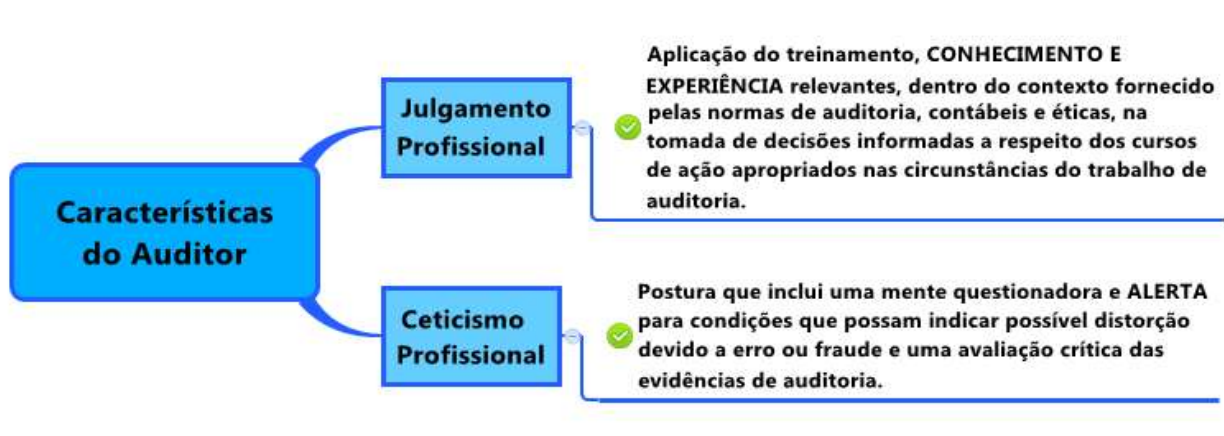 Características
do Auditor
Julgamento
Profissional
Aplicação do treinamento, CONHECIMENTO E
EXPERIÊNCIA relevantes, dentro do contexto fornecido
pelas normas de auditoria, contábeis e éticas, na
tomada de decisões informadas a respeito dos cursos
de ação apropriados nas circunstâncias do trabalho de
auditoria.
Ceticismo
Profissional
Postura que inclui uma mente questionadora e ALERTA
para condições que possam indicar possível distorção
devido a erro ou fraude e uma avaliação crítica das
evidências de auditoria.